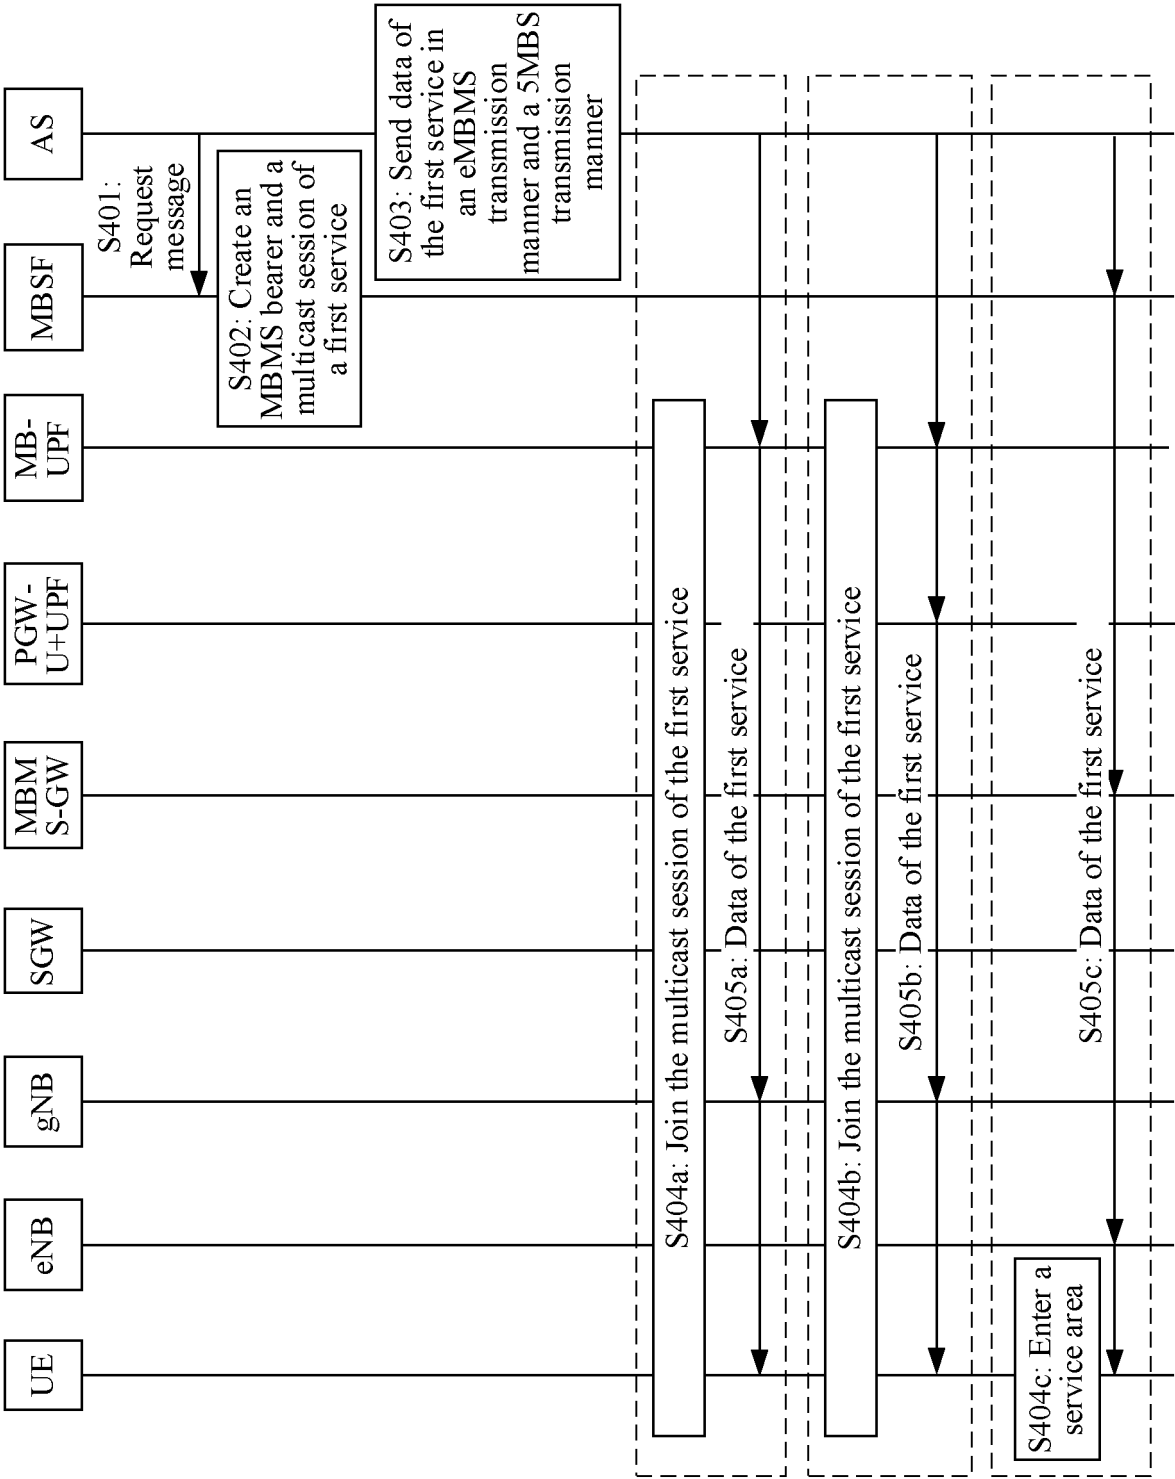 UE
eNB
gNB
SGW
MBM
S-GW
PGW-
U+UPF
MB-
UPF
MBSF
AS
S401:
Request
message
S402: Create an
MBMS bearer and a
multicast session of
a first service
S403: Send data of
the first service in
an eMBMS
transmission
manner and a 5MBS
transmission
manner
S404a: Join the multicast session of the first service
S405a: Data of the first service
S404b: Join the multicast session of the first service
S405b: Data of the first service
S404c: Enter a
service area
S405c: Data of the first service